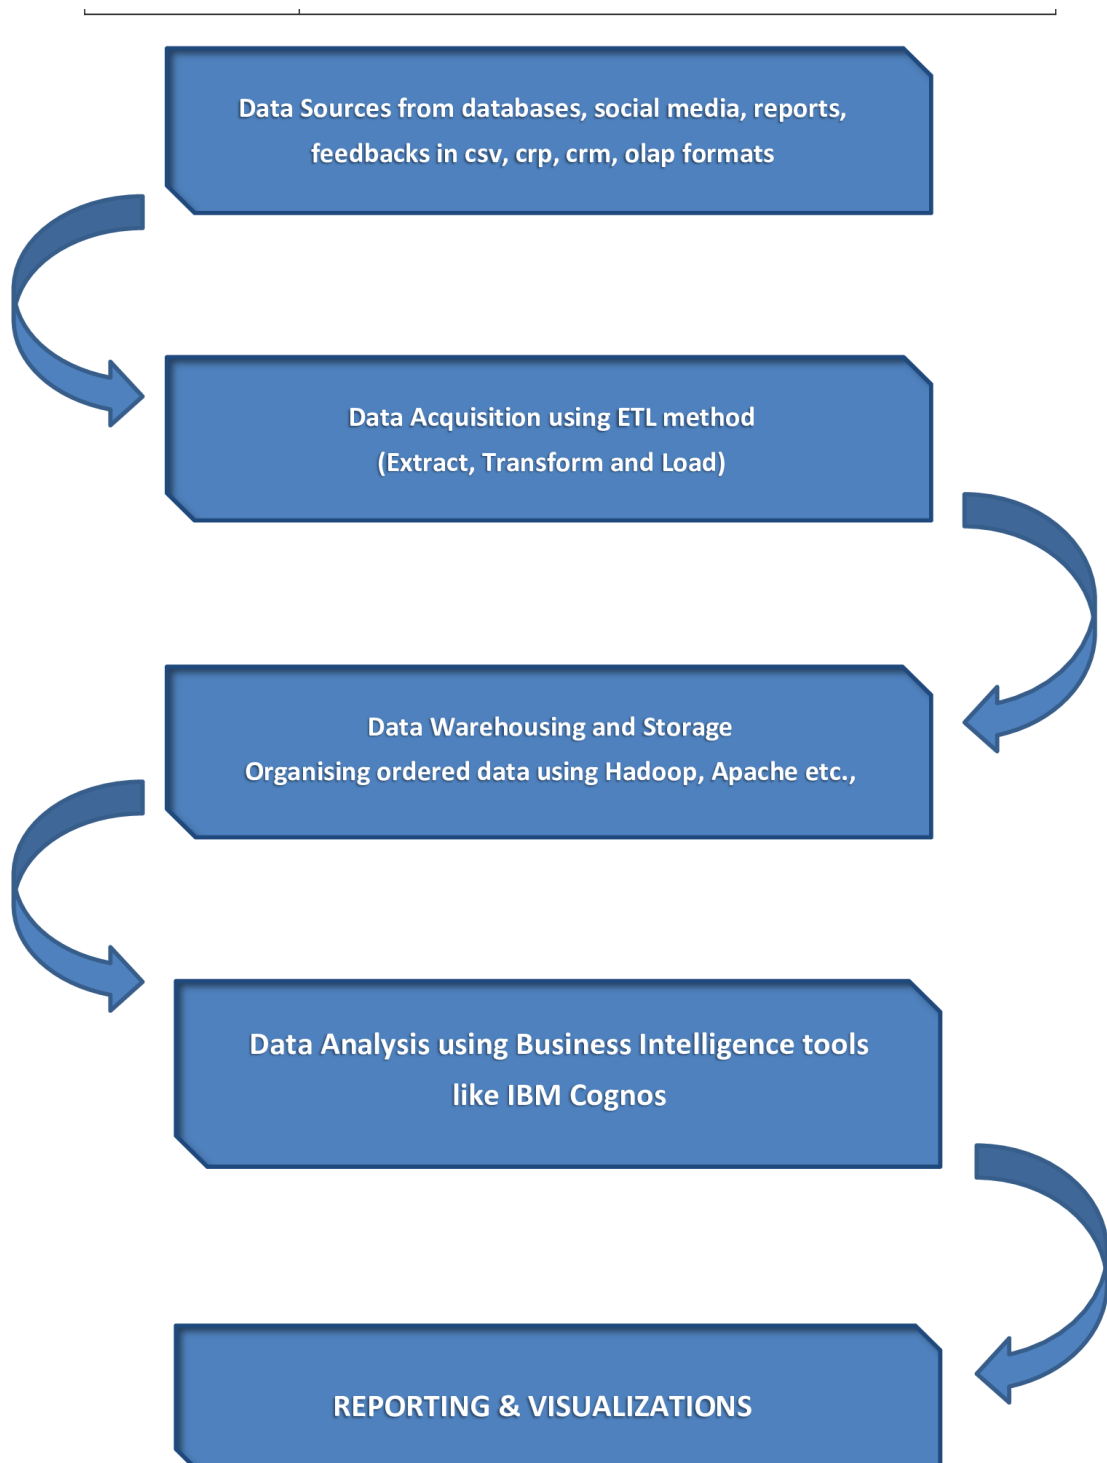 Data Sources from databases, social media, reports,
feedbacks in csv, crp, crm, olap formats
Data Acquisition using ETL method
(Extract, Transform and Load)
Data Warehousing and Storage
Organising ordered data using Hadoop, Apache etc.,
Data Analysis using Business Intelligence tools
like IBM Cognos
REPORTING & VISUALIZATIONS